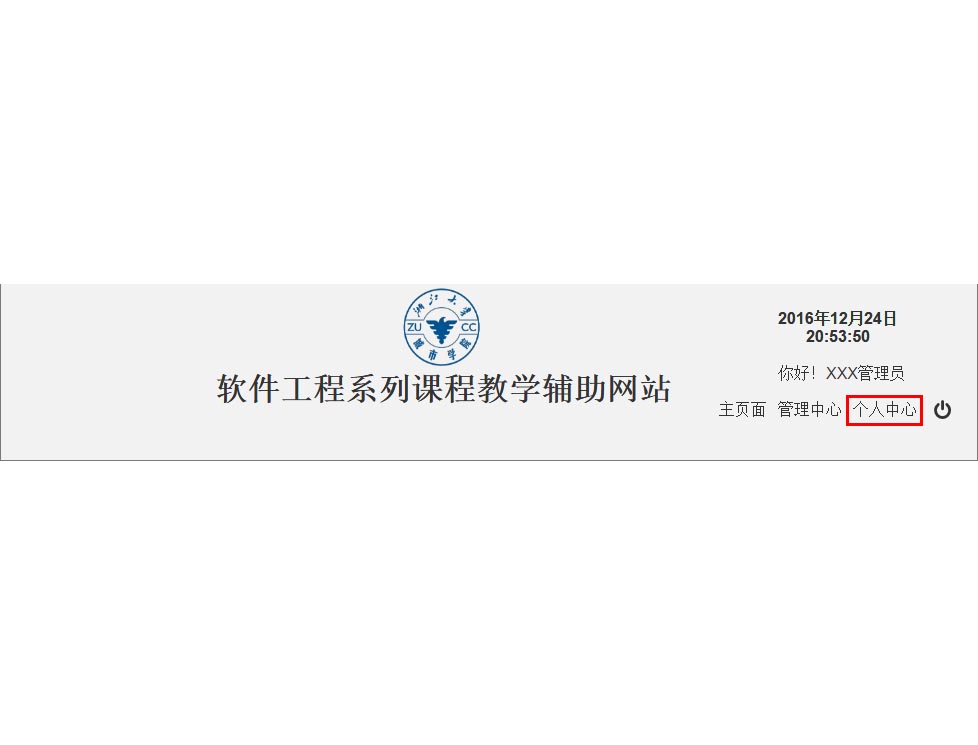 浙江大学
ZU CC
城市学院
软件工程系列课程教学辅助网站
2016年12月24日
20:53:50
你好！XXX管理员
主页面 管理中心 个人中心